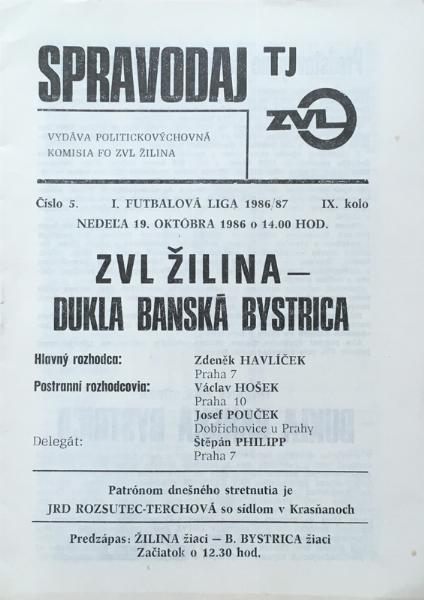 SPRAVODAJ TJ
ZVL
VYDÁVA POLITICKOVÝCHOVNÁ
KOMISIA FO ZVL ŽILINA
Číslo 5. I. FUTBALOVÁ LIGA 1986/87 IX. kolo
NEDEĽA 19. OKTÓBRA 1986 o 14.00 HOD.
ZVL ŽILINA —
DUKLA BANSKÁ BYSTRICA
Hlavný rozhodca: Zdeněk HAVLÍČEK
Praha 7
Postranní rozhodcovia: Václav HOŠEK
Praha 10
Josef POUČEK
Dobřichovice u Prahy
Delegát: Štěpán PHILIPP
Praha 7
Patrónom dnešného stretnutia je
JRD ROZSUTEC-TERCHOVÁ so sídlom v Krasňanoch
Predzápas: ŽILINA žiaci — B. BYSTRICA žiaci
Začiatok o 12.30 hod.